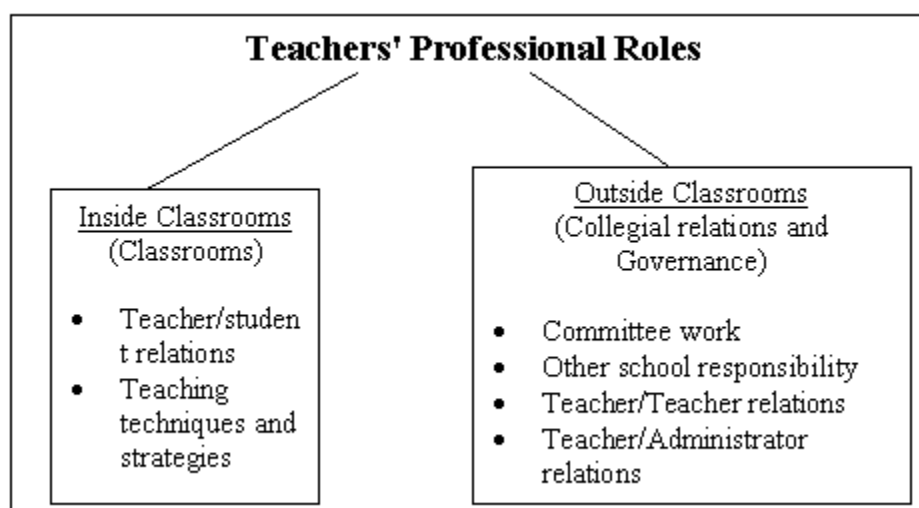 Teachers' Professional Roles
Inside Classrooms
(Classrooms)
• Teacher/studen
t relations
• Teaching
techniques and
strategies
Outside Classrooms
(Collegial relations and
Governance)
• Committee work
• Other school responsibility
• Teacher/Teacher relations
• Teacher/Administrator
relations